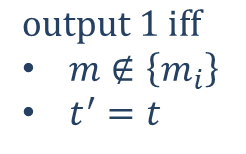 output 1 iff
• m ∉ {mᵢ}
• t′ = t